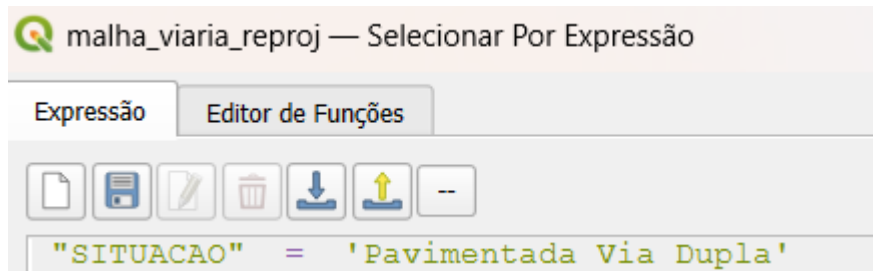 malha_viaria_reproj — Selecionar Por Expressão
Expressão Editor de Funções
--
"SITUACAO" = 'Pavimentada Via Dupla'